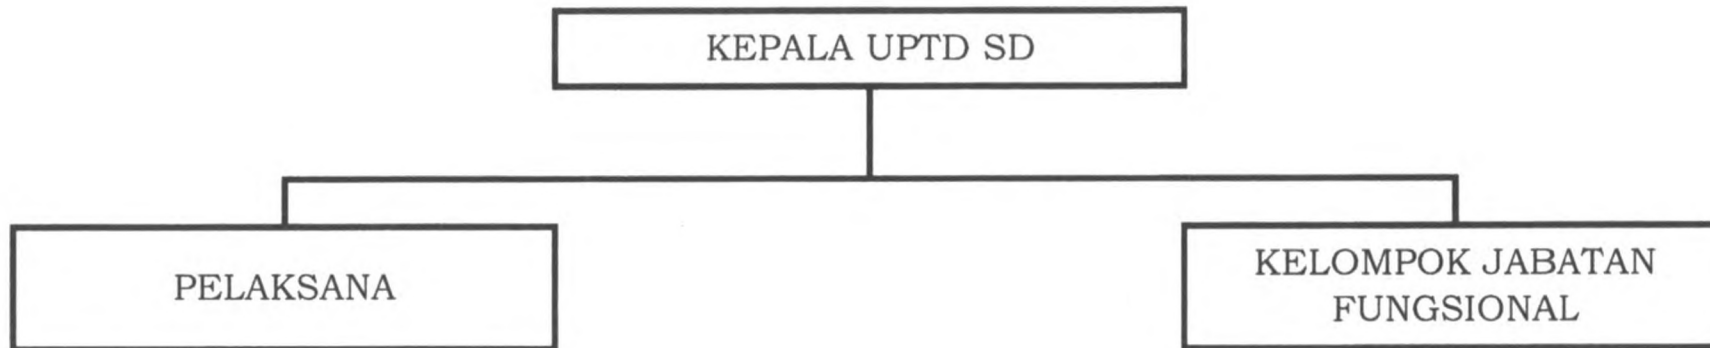 KEPALA UPTD SD
PELAKSANA
KELOMPOK JABATAN
FUNGSIONAL